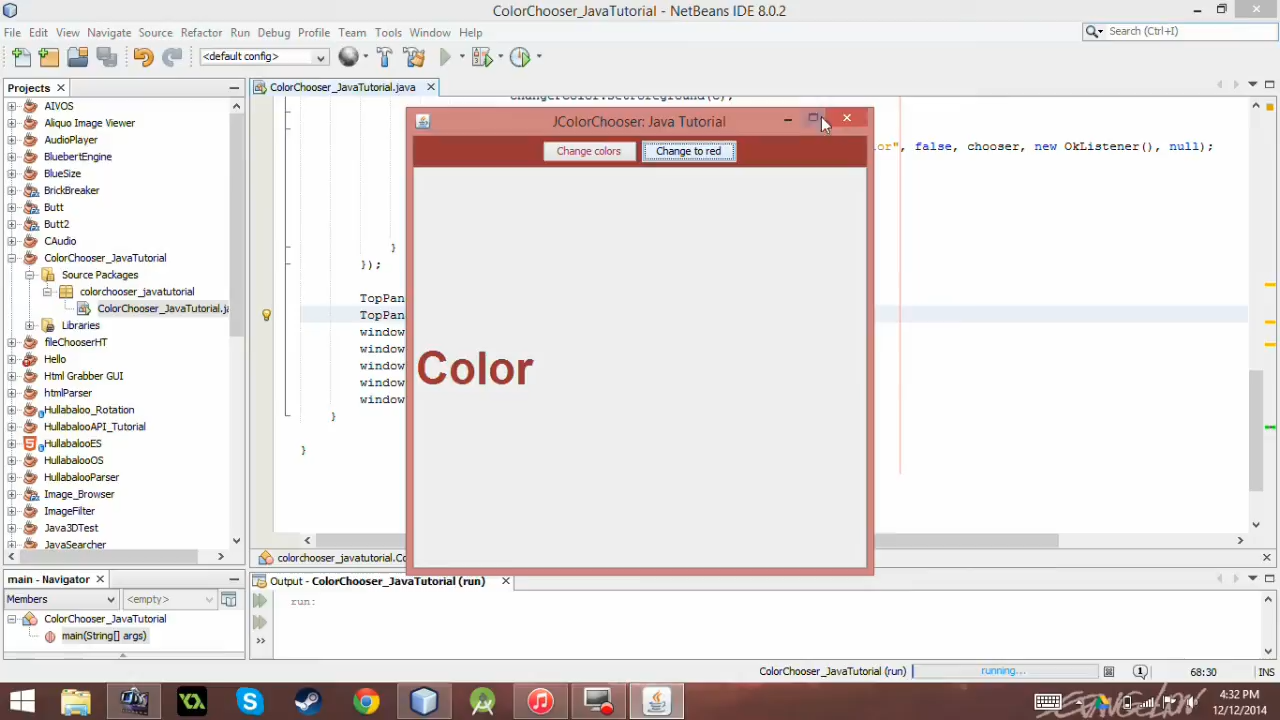 ColorChooser_JavaTutorial - NetBeans IDE 8.0.2
File Edit View Navigate Source Refactor Run Debug Profile Team Tools Window Help
Search (Ctrl+I)
<default config>
Projects
ColorChooser_JavaTutorial.java
AIVOS
Aliquo Image Viewer
AudioPlayer
BluebertEngine
BlueSize
BrickBreaker
Butt
Butt2
CAudio
ColorChooser_JavaTutorial
Source Packages
colorchooser_javatutorial
ColorChooser_JavaTutorial.ja
Libraries
fileChooserHT
Hello
Html Grabber GUI
htmlParser
Hullabaloo_Rotation
HullabalooAPI_Tutorial
HullabalooES
HullabalooOS
HullabalooParser
Image_Browser
ImageFilter
Java3DTest
JavaSearcher
JColorChooser: Java Tutorial
Change colors
Change to red
Color
or", false, chooser, new OkListener(), null);
}
});
TopPan
TopPan
window
window
window
window
window
}
}
colorchooser_javatutorial.Co
main - Navigator
Members
<empty>
ColorChooser_JavaTutorial
main(String[] args)
Output - ColorChooser_JavaTutorial (run)
run:
ColorChooser_JavaTutorial (run)
running...
1
68:30
INS
4:32 PM
12/12/2014